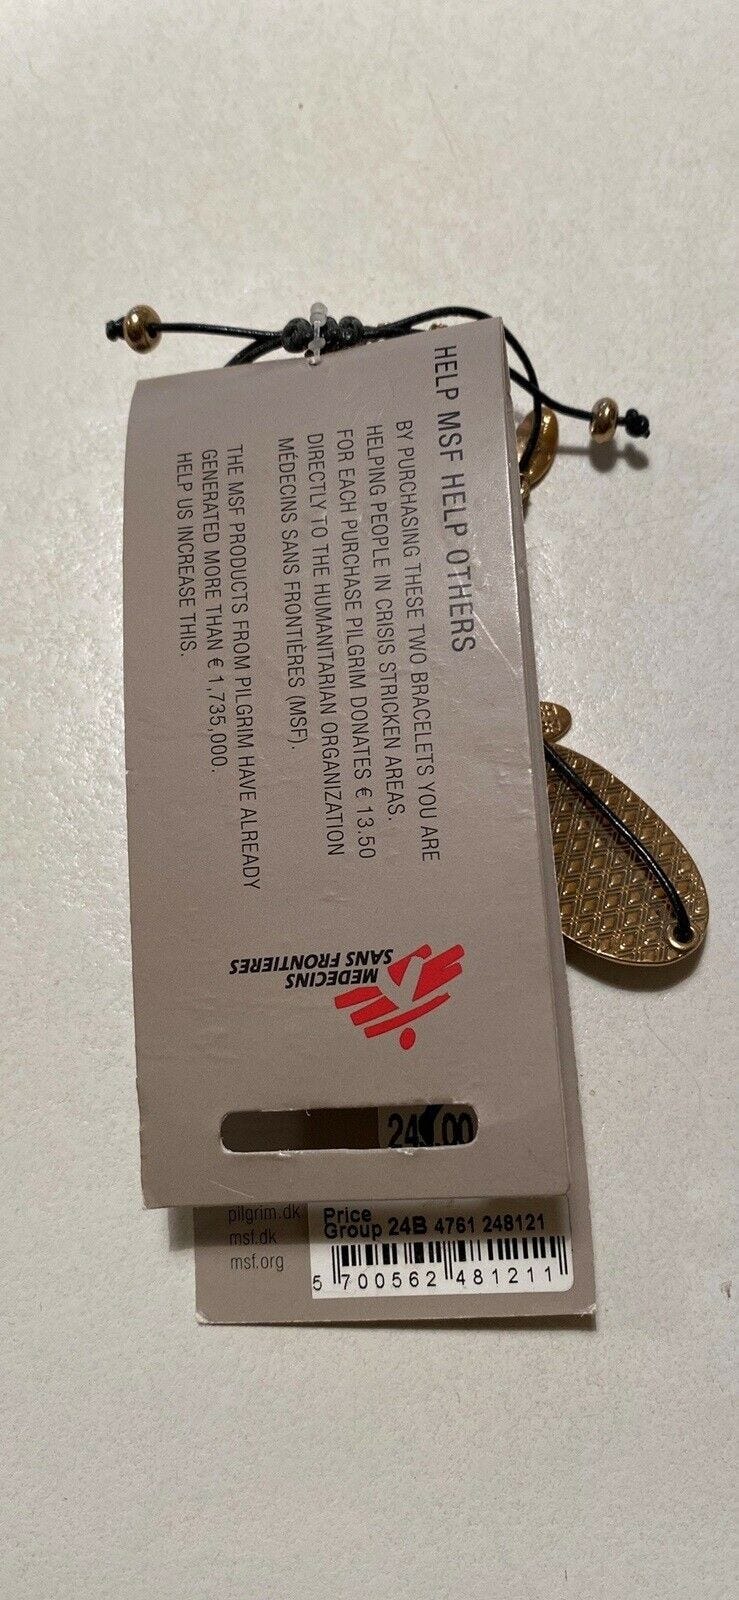 HELP MSF HELP OTHERS
BY PURCHASING THESE TWO BRACELETS YOU ARE
HELPING PEOPLE IN CRISIS STRICKEN AREAS.
FOR EACH PURCHASE PILGRIM DONATES € 13.50
DIRECTLY TO THE HUMANITARIAN ORGANIZATION
MÉDECINS SANS FRONTIÈRES (MSF).
THE MSF PRODUCTS FROM PILGRIM HAVE ALREADY
GENERATED MORE THAN € 1,735,000.
HELP US INCREASE THIS.
MEDECINS
SANS FRONTIERES
pilgrim.dk
msf.dk
msf.org
Price
Group 24B 4761 248121
5 700562 481211